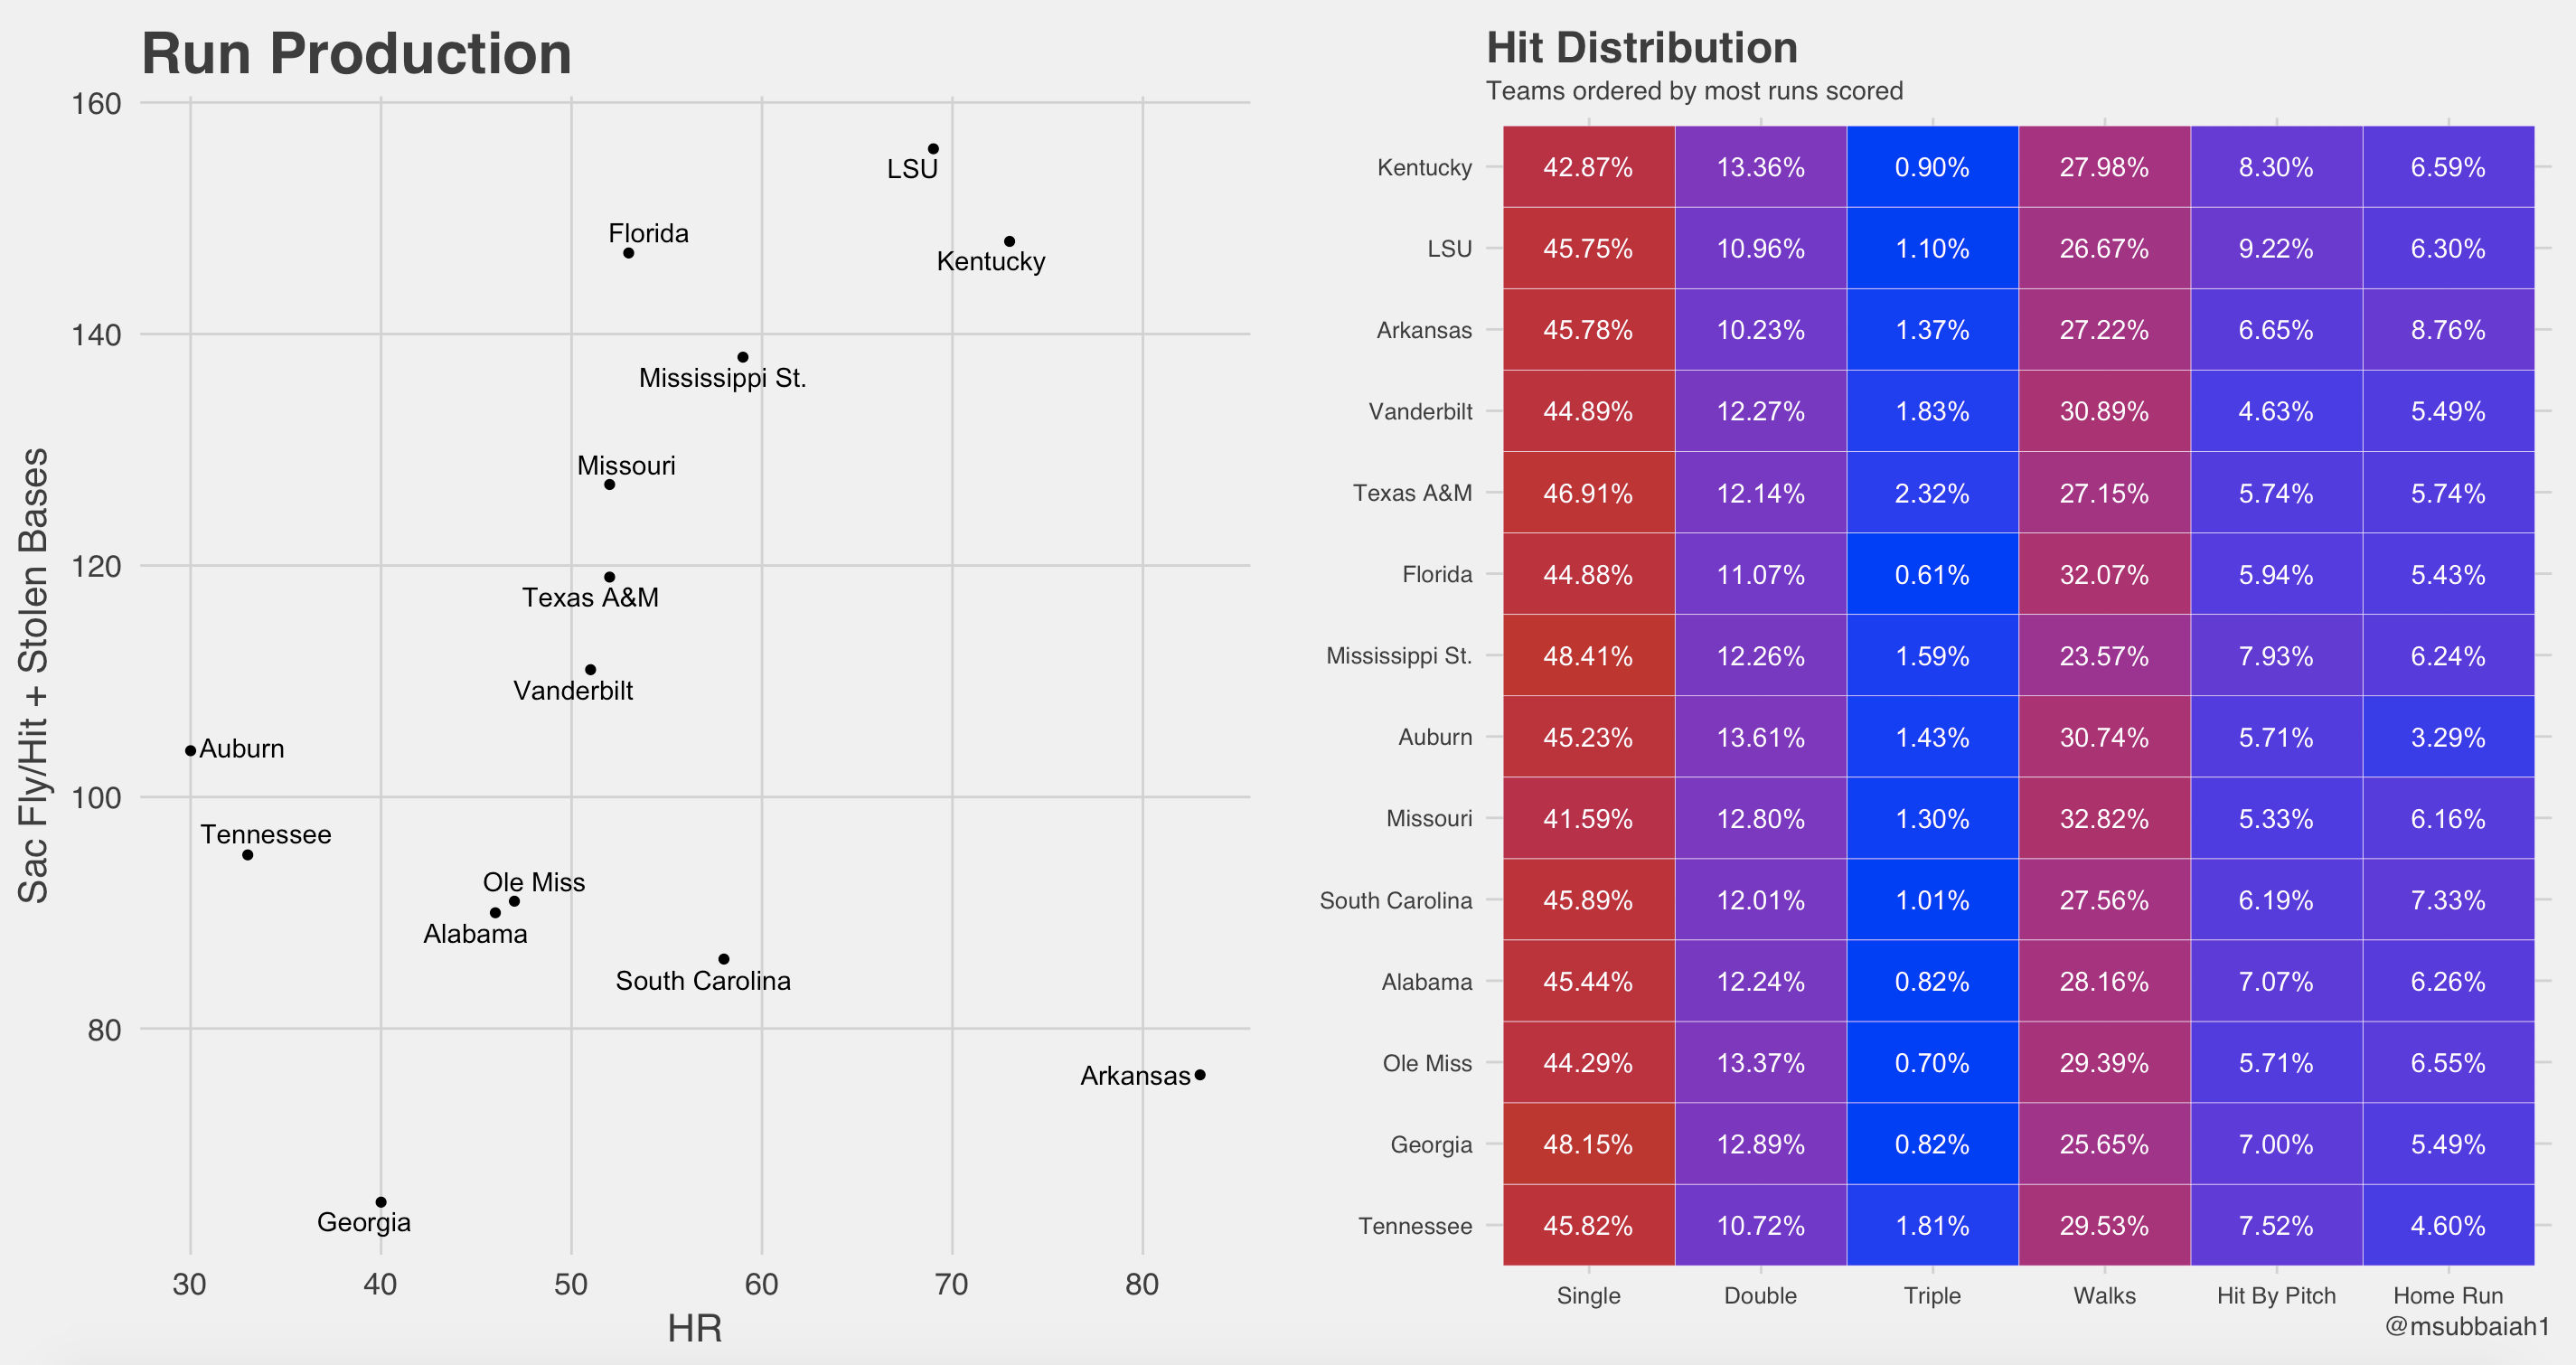 Run Production
160
140
120
100
80
Sac Fly/Hit + Stolen Bases
LSU
Florida
Kentucky
Mississippi St.
Missouri
Texas A&M
Vanderbilt
Auburn
Tennessee
Ole Miss
Alabama
South Carolina
Arkansas
Georgia
30 40 50 60 70 80
HR
Hit Distribution
Teams ordered by most runs scored
Kentucky 42.87% 13.36% 0.90% 27.98% 8.30% 6.59%
LSU 45.75% 10.96% 1.10% 26.67% 9.22% 6.30%
Arkansas 45.78% 10.23% 1.37% 27.22% 6.65% 8.76%
Vanderbilt 44.89% 12.27% 1.83% 30.89% 4.63% 5.49%
Texas A&M 46.91% 12.14% 2.32% 27.15% 5.74% 5.74%
Florida 44.88% 11.07% 0.61% 32.07% 5.94% 5.43%
Mississippi St. 48.41% 12.26% 1.59% 23.57% 7.93% 6.24%
Auburn 45.23% 13.61% 1.43% 30.74% 5.71% 3.29%
Missouri 41.59% 12.80% 1.30% 32.82% 5.33% 6.16%
South Carolina 45.89% 12.01% 1.01% 27.56% 6.19% 7.33%
Alabama 45.44% 12.24% 0.82% 28.16% 7.07% 6.26%
Ole Miss 44.29% 13.37% 0.70% 29.39% 5.71% 6.55%
Georgia 48.15% 12.89% 0.82% 25.65% 7.00% 5.49%
Tennessee 45.82% 10.72% 1.81% 29.53% 7.52% 4.60%
Single Double Triple Walks Hit By Pitch Home Run
@msubbaiah1